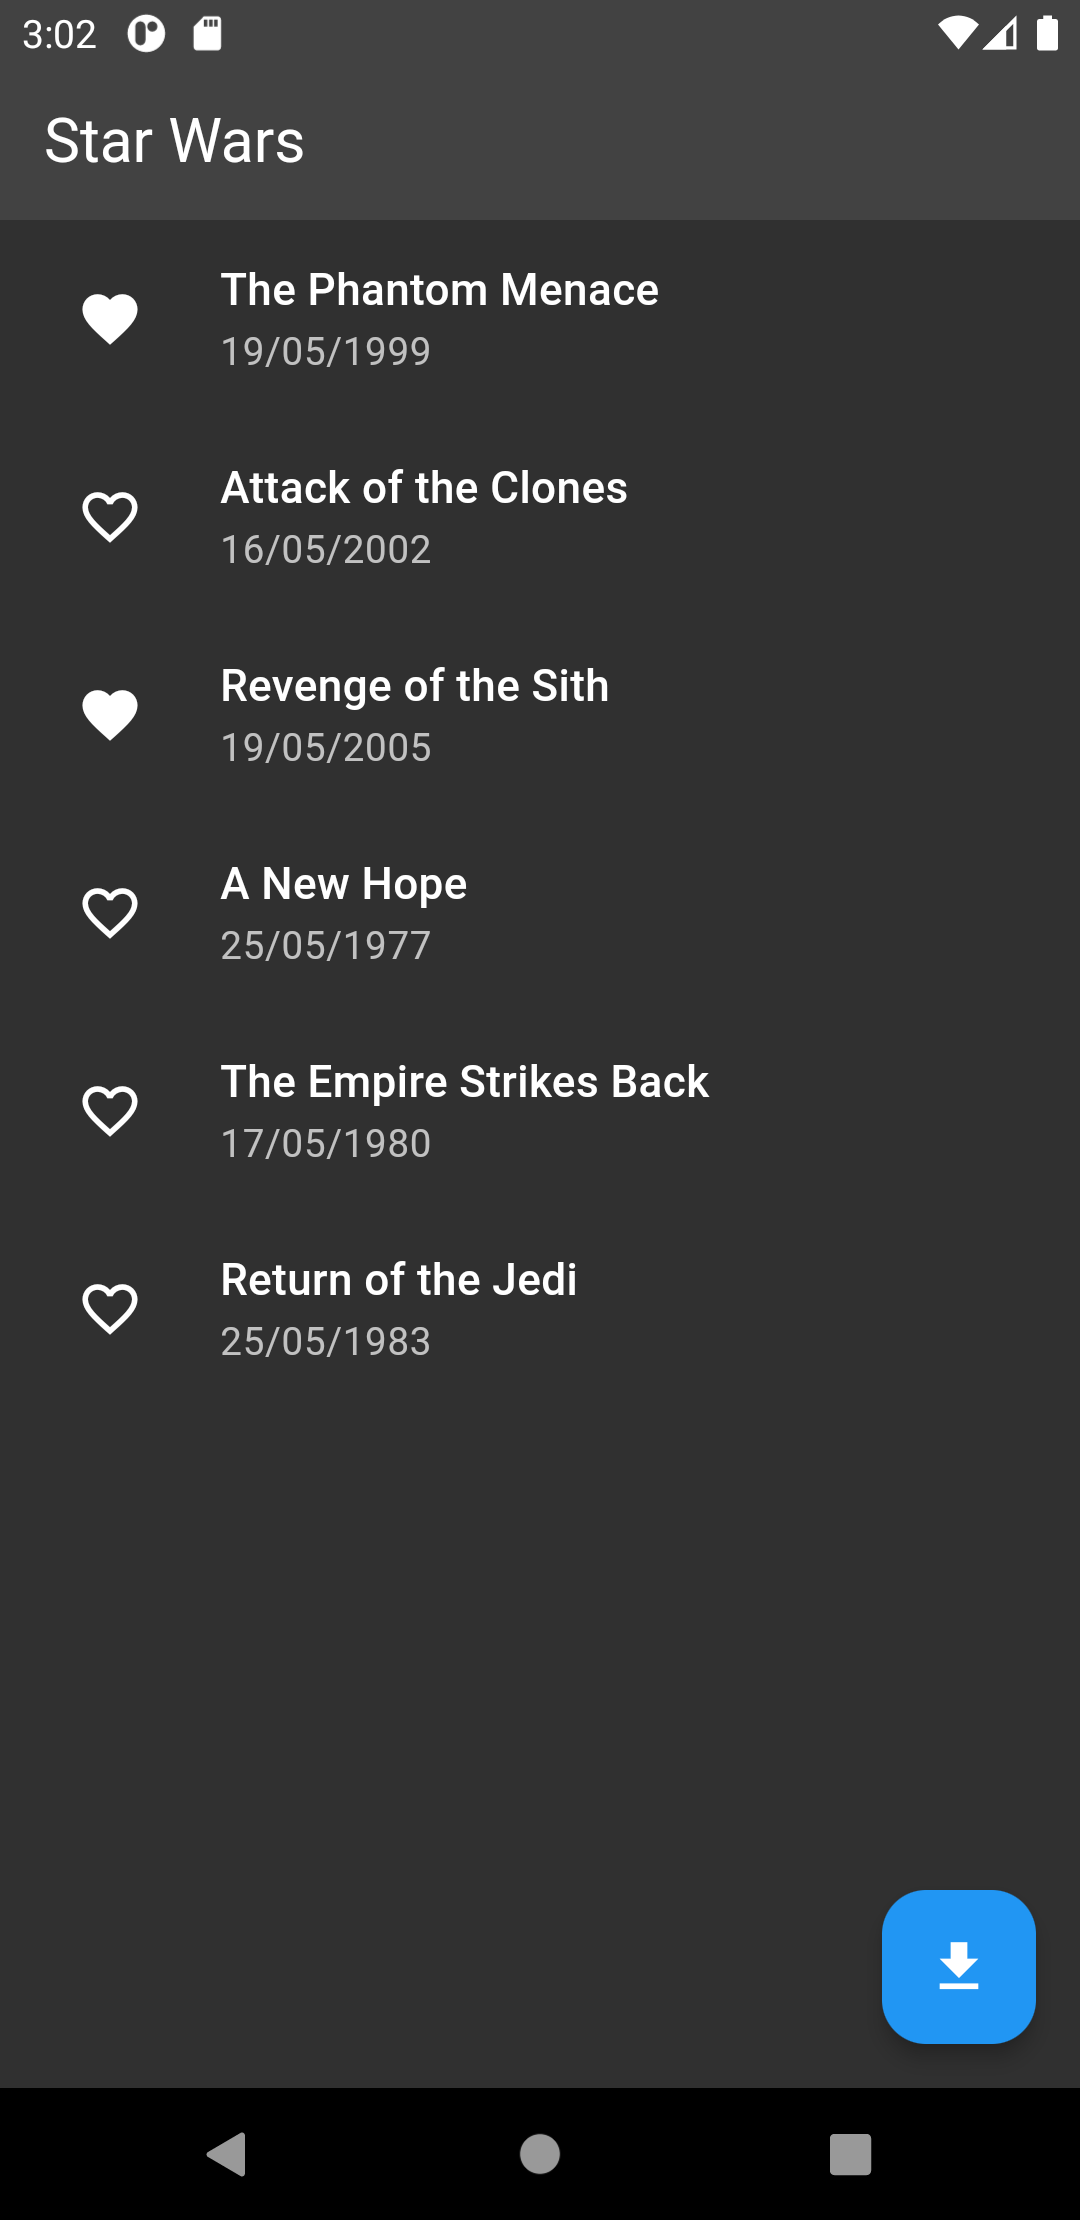 3:02
Star Wars
The Phantom Menace
19/05/1999
Attack of the Clones
16/05/2002
Revenge of the Sith
19/05/2005
A New Hope
25/05/1977
The Empire Strikes Back
17/05/1980
Return of the Jedi
25/05/1983